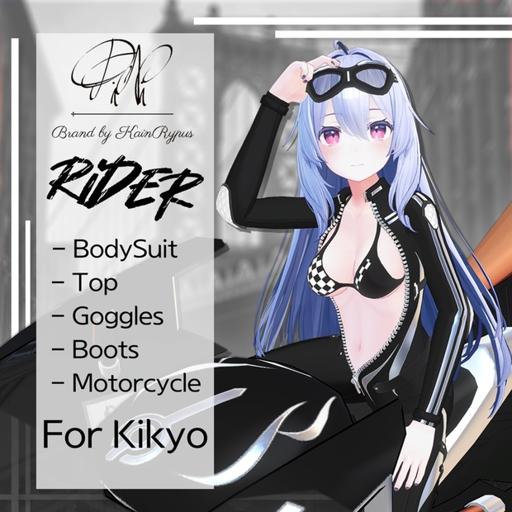 Brand by KainRypus
RiDER
- BodySuit
- Top
- Goggles
- Boots
- Motorcycle
For Kikyo